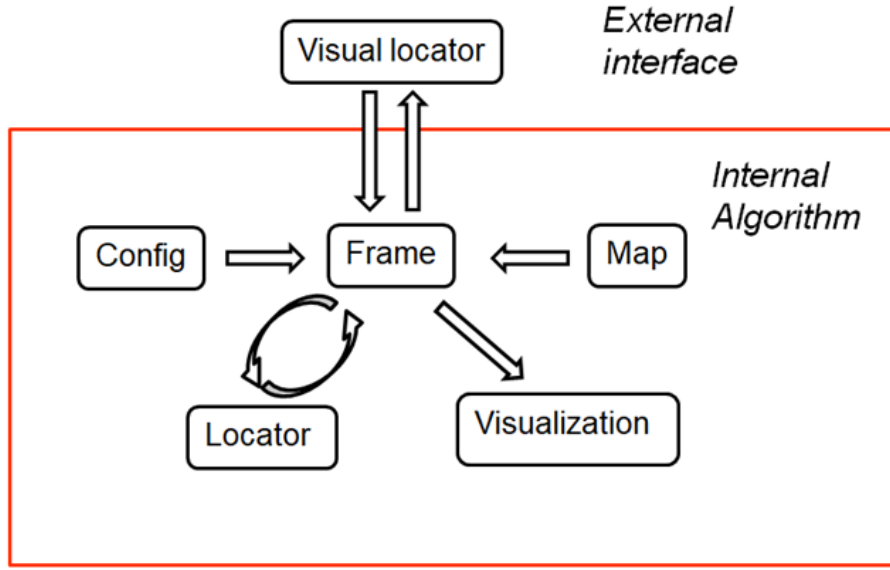 External
interface
Visual locator
Internal
Algorithm
Config
Frame
Map
Locator
Visualization